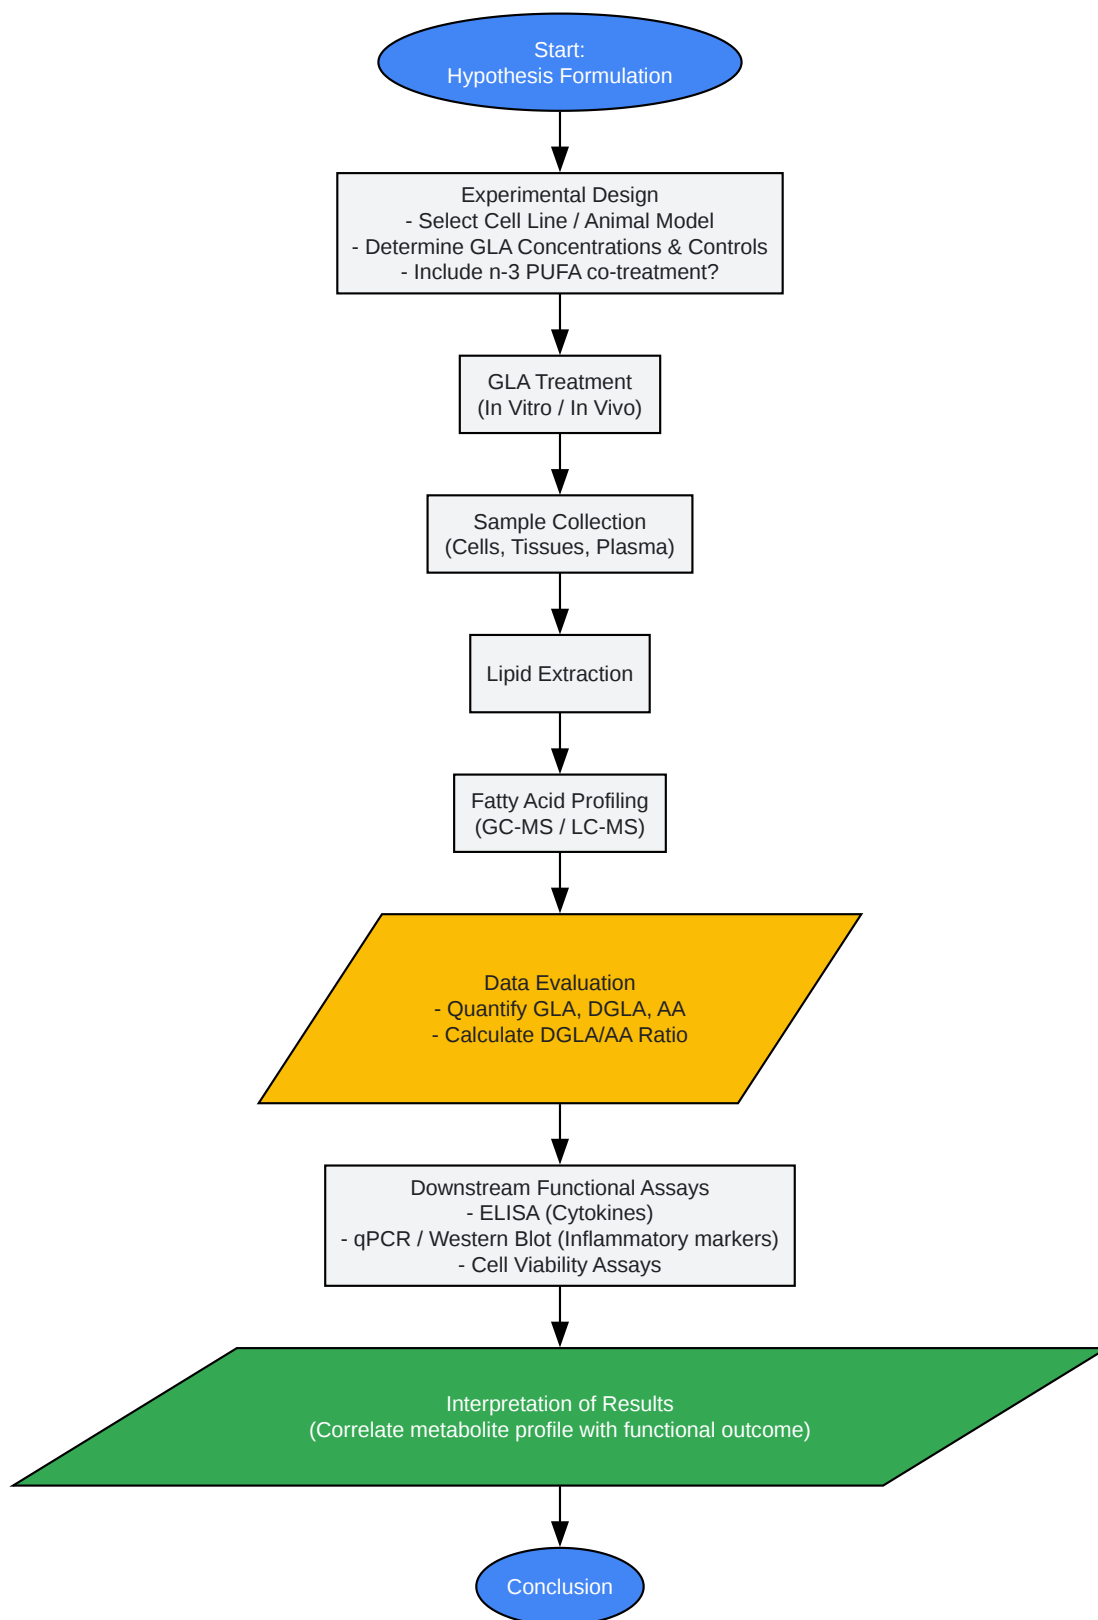 Start:
Hypothesis Formulation
Experimental Design
- Select Cell Line / Animal Model
- Determine GLA Concentrations & Controls
- Include n-3 PUFA co-treatment?
GLA Treatment
(In Vitro / In Vivo)
Sample Collection
(Cells, Tissues, Plasma)
Lipid Extraction
Fatty Acid Profiling
(GC-MS / LC-MS)
Data Evaluation
- Quantify GLA, DGLA, AA
- Calculate DGLA/AA Ratio
Downstream Functional Assays
- ELISA (Cytokines)
- qPCR / Western Blot (Inflammatory markers)
- Cell Viability Assays
Interpretation of Results
(Correlate metabolite profile with functional outcome)
Conclusion